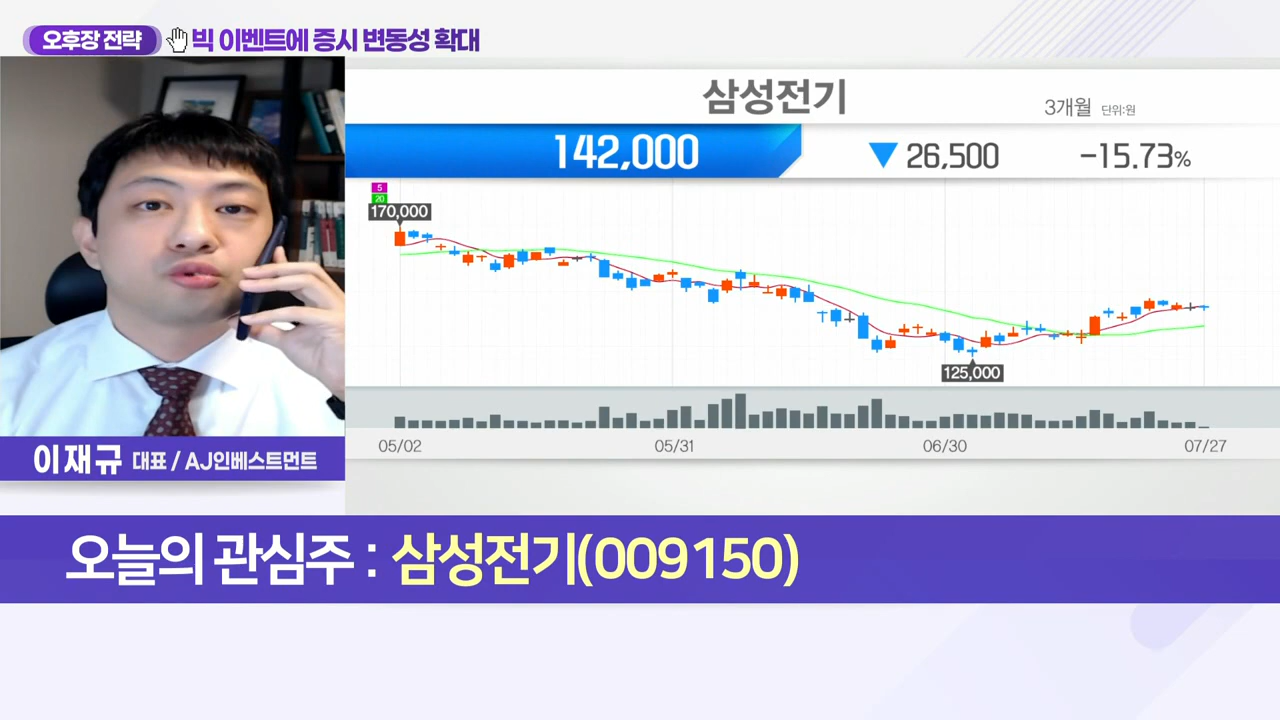 오후장 전략 빅 이벤트에 증시 변동성 확대
삼성전기
3개월 단위:원
142,000 ▼ 26,500 -15.73%
5
20
170,000
125,000
05/02 05/31 06/30 07/27
이재규 대표 / AJ인베스트먼트
오늘의 관심주 : 삼성전기(009150)